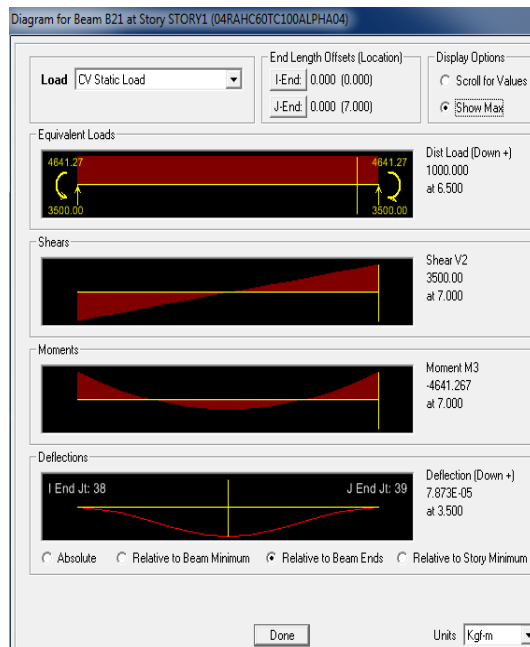 Diagram for Beam B21 at Story STORY1 (04RAHC60TC100ALPHA04)
Load CV Static Load
End Length Offsets (Location)
I-End: 0.000 (0.000)
J-End: 0.000 (7.000)
Display Options
Scroll for Values
Show Max
Equivalent Loads
4641.27 4641.27
3500.00 3500.00
Dist Load (Down +)
1000.000
at 6.500
Shears
Shear V2
3500.00
at 7.000
Moments
Moment M3
-4641.267
at 7.000
Deflections
I End Jt: 38 J End Jt: 39
Deflection (Down +)
7.873E-05
at 3.500
Absolute Relative to Beam Minimum Relative to Beam Ends Relative to Story Minimum
Done
Units Kgf-m